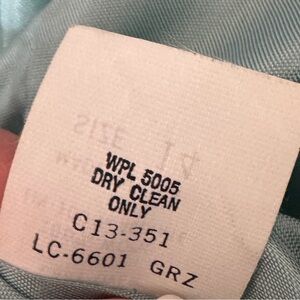 WPL 5005
DRY CLEAN
ONLY
C13-351
LC-6601 GRZ